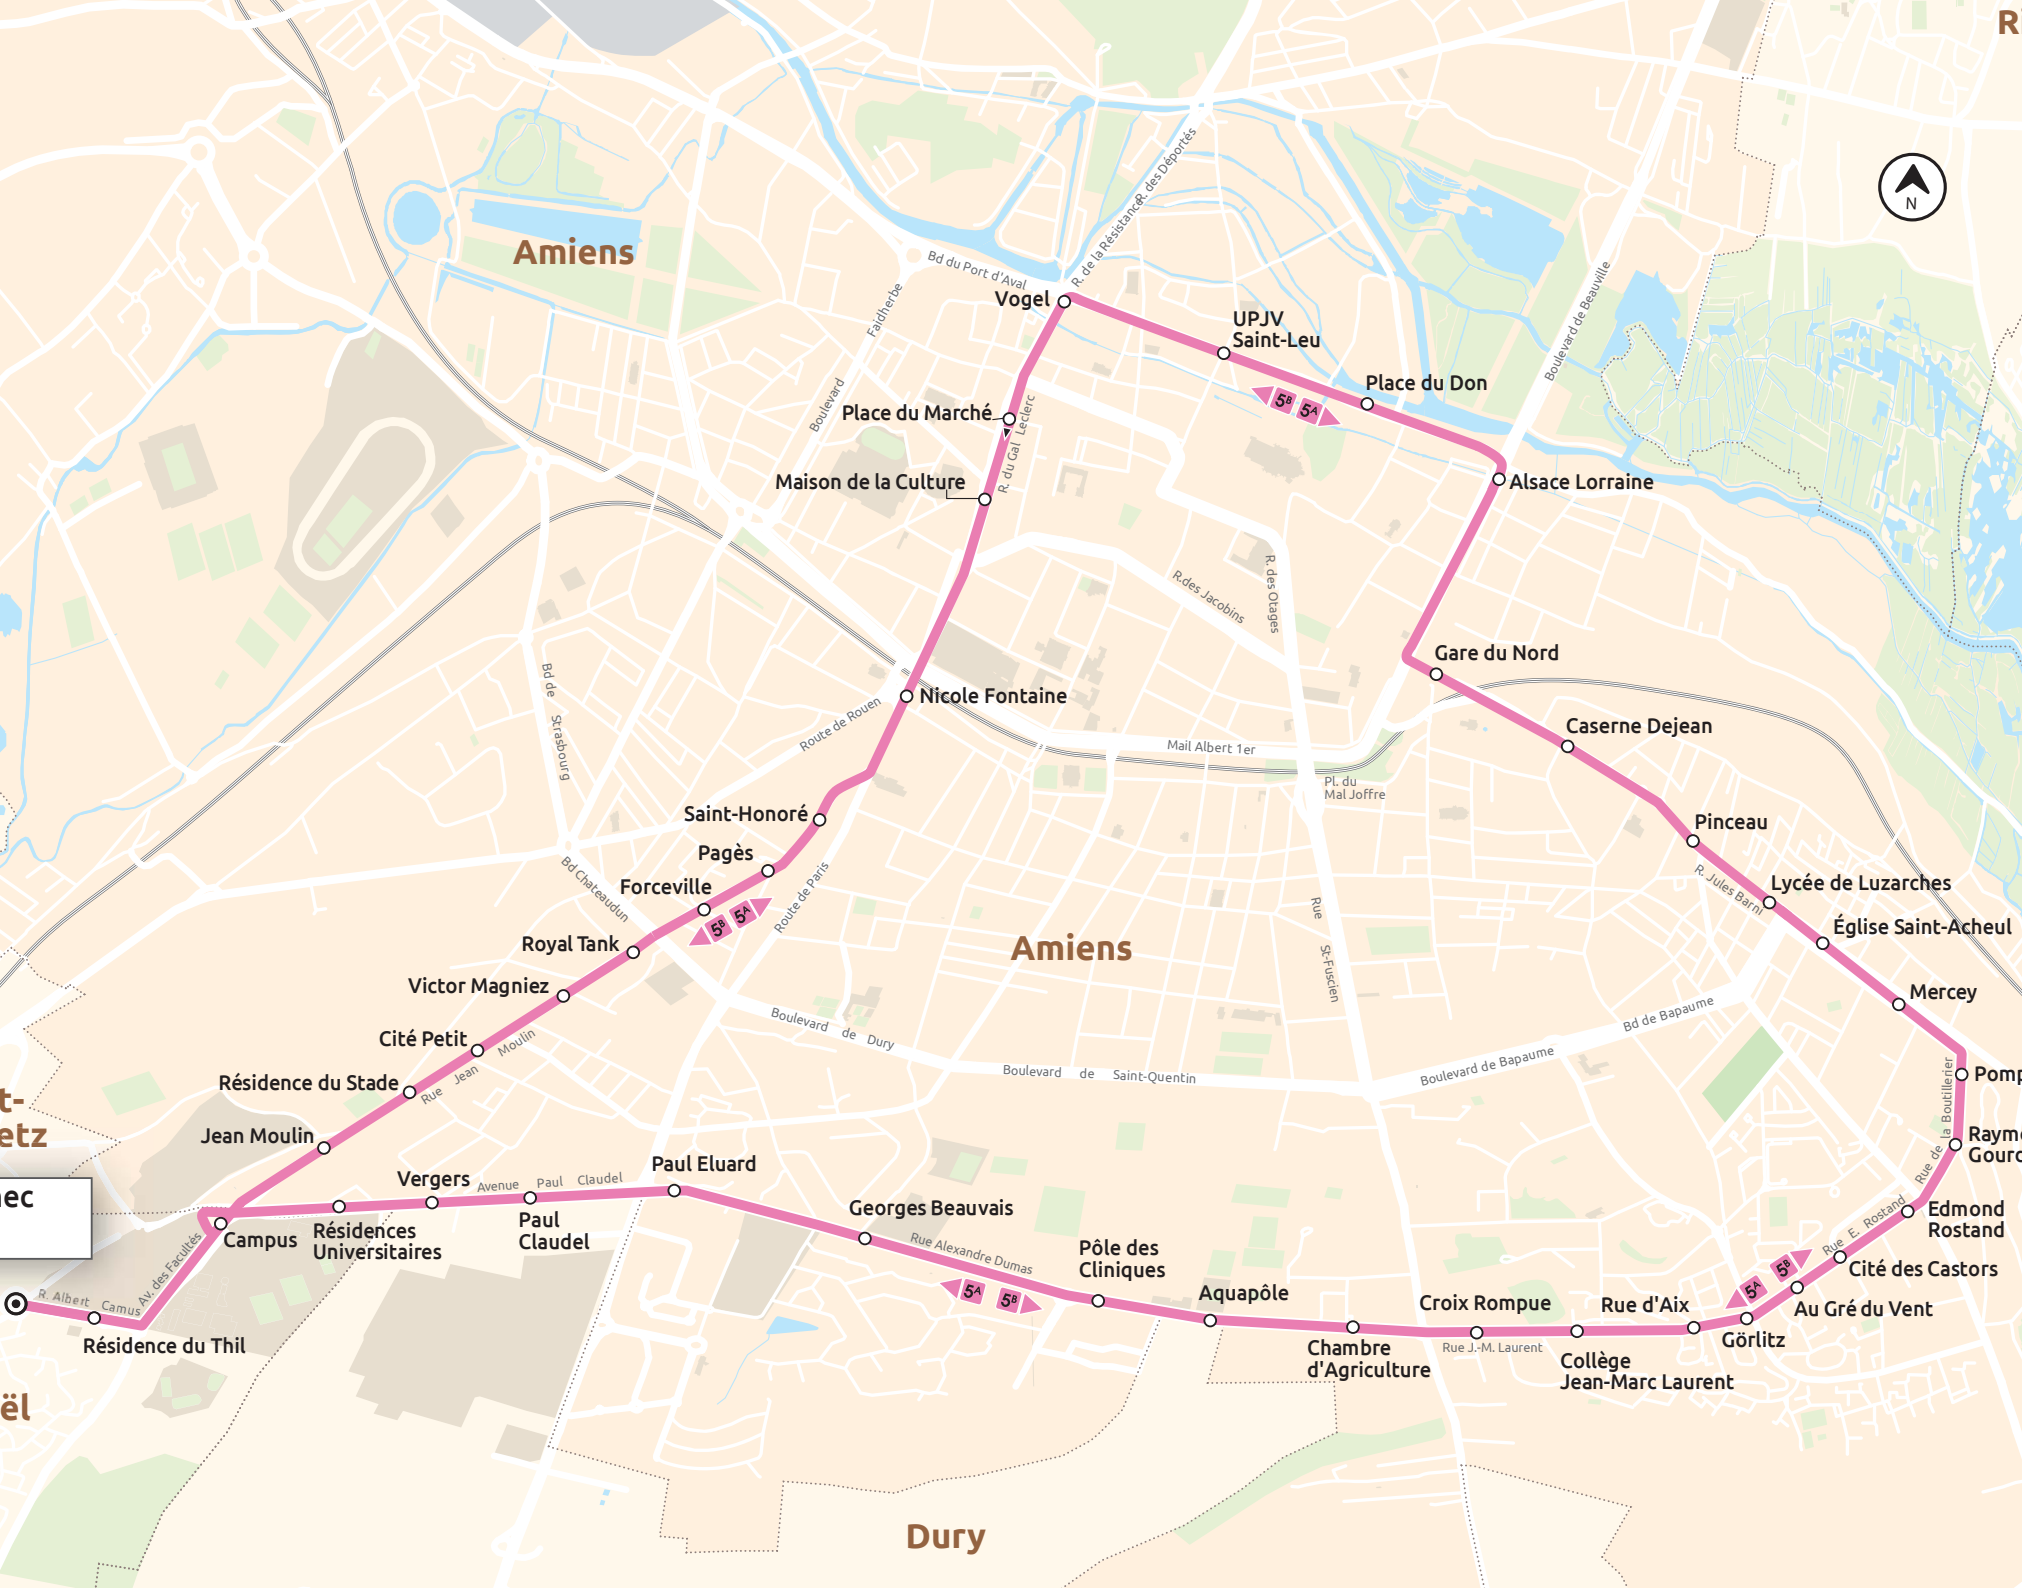 N
Amiens
Bd du Port d'Aval
R. de la Résistance
R. des Déportés
Vogel
UPJV
Saint-Leu
Place du Don
5B 5A
Faidherbe
Boulevard
Boulevard de Beauville
Place du Marché
R. du Gal Leclerc
Maison de la Culture
Alsace Lorraine
R. des Jacobins
R. des Otages
Gare du Nord
Nicole Fontaine
Route de Rouen
Bd de Strasbourg
Caserne Dejean
Mail Albert 1er
Pl. du
Mal Joffre
Saint-Honoré
Pinceau
Pagès
Bd Chateaudun
Forceville
Route de Paris
5B 5A
R. Jules Barni
Lycée de Luzarches
Église Saint-Acheul
Rue St-Fuscien
Royal Tank
Amiens
Victor Magniez
Mercey
Bd de Bapaume
Boulevard de Dury
Cité Petit
Rue Jean Moulin
Boulevard de Saint-Quentin
Boulevard de Bapaume
Résidence du Stade
Rue de la Boutillerier
Jean Moulin
Vergers
Avenue Paul Claudel
Paul Eluard
Georges Beauvais
Edmond
Rostand
Rue E. Rostand
Campus
Résidences
Universitaires
Paul
Claudel
Rue Alexandre Dumas
Pôle des
Cliniques
5A 5B
Cité des Castors
5A 5B
Au Gré du Vent
Av. des Facultés
R. Albert Camus
Résidence du Thil
Aquapôle
Croix Rompue
Rue d'Aix
Görlitz
Chambre
d'Agriculture
Rue J.-M. Laurent
Collège
Jean-Marc Laurent
Dury